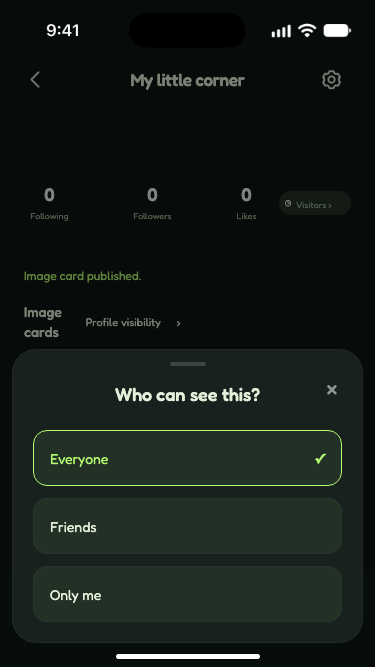 9:41
My little corner
0
Following
0
Followers
0
Likes
Visitors ›
Image card published.
Image
cards
Profile visibility ›
Who can see this?
Everyone
Friends
Only me